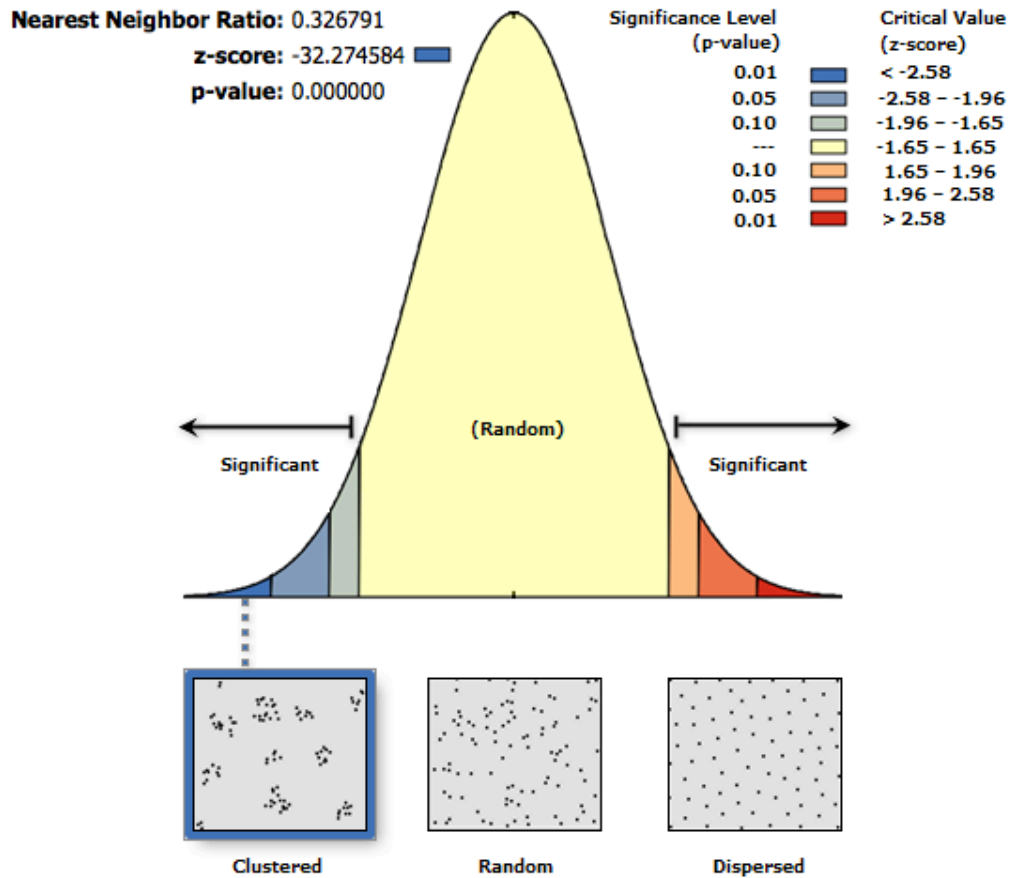 Nearest Neighbor Ratio: 0.326791
z-score: -32.274584
p-value: 0.000000
Significance Level
(p-value)
Critical Value
(z-score)
0.01 < -2.58
0.05 -2.58 – -1.96
0.10 -1.96 – -1.65
--- -1.65 – 1.65
0.10 1.65 – 1.96
0.05 1.96 – 2.58
0.01 > 2.58
(Random)
Significant
Significant
Clustered
Random
Dispersed